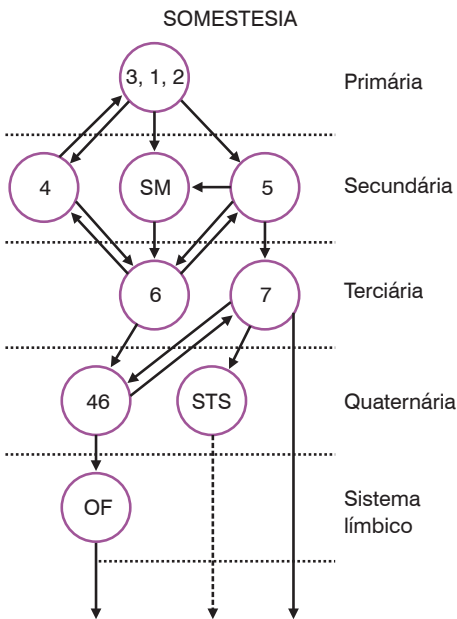 SOMESTESIA
3, 1, 2
Primária
4
SM
5
Secundária
6
7
Terciária
46
STS
Quaternária
OF
Sistema
límbico